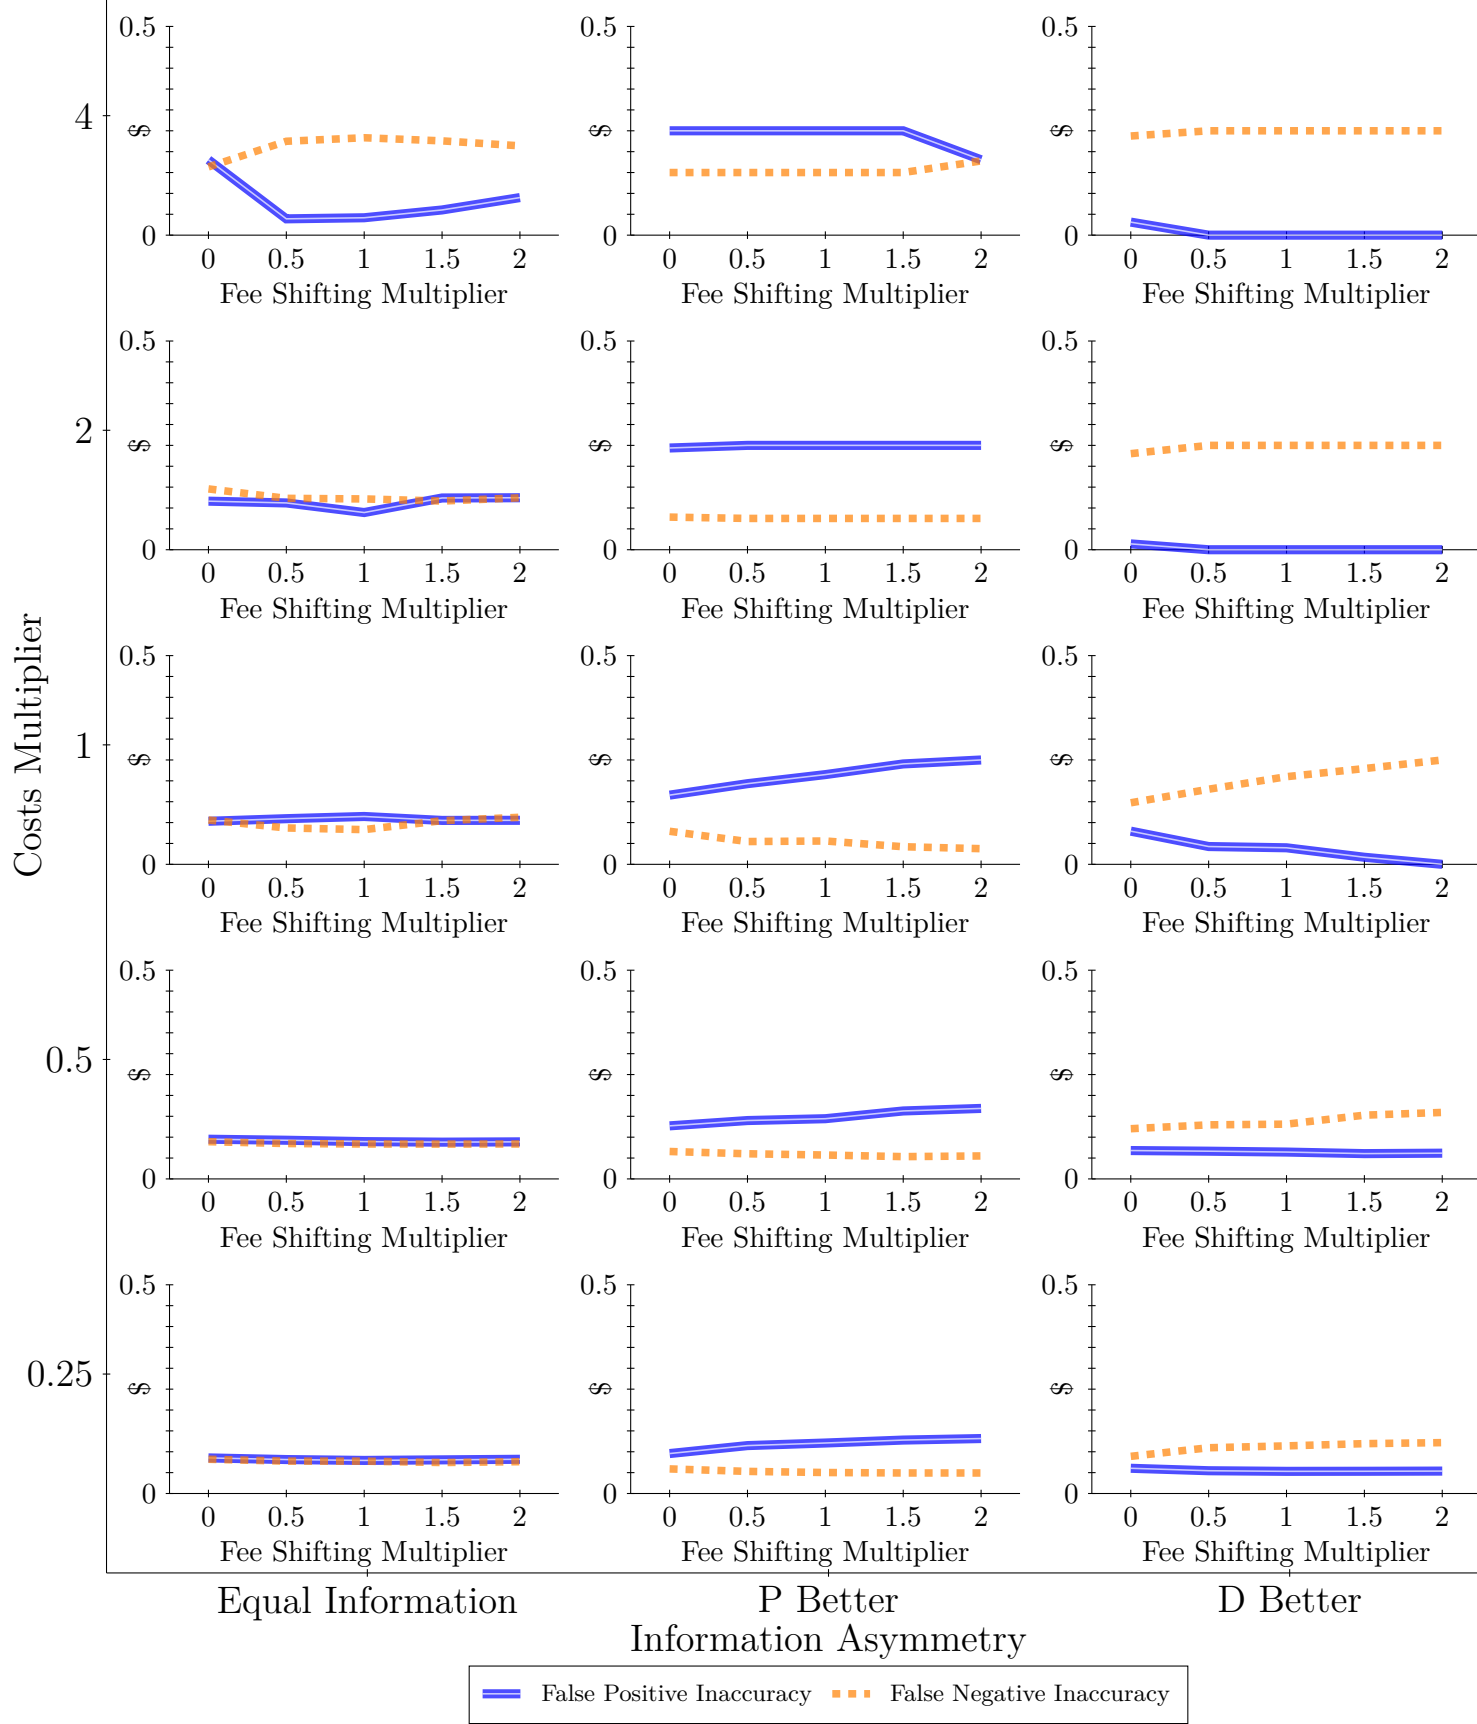 0.5 0.5 0.5
4 $ $ $
0 0 0
0 0.5 1 1.5 2 0 0.5 1 1.5 2 0 0.5 1 1.5 2
Fee Shifting Multiplier Fee Shifting Multiplier Fee Shifting Multiplier
0.5 0.5 0.5
2 $ $ $
0 0 0
0 0.5 1 1.5 2 0 0.5 1 1.5 2 0 0.5 1 1.5 2
Fee Shifting Multiplier Fee Shifting Multiplier Fee Shifting Multiplier
Costs Multiplier
0.5 0.5 0.5
1 $ $ $
0 0 0
0 0.5 1 1.5 2 0 0.5 1 1.5 2 0 0.5 1 1.5 2
Fee Shifting Multiplier Fee Shifting Multiplier Fee Shifting Multiplier
0.5 0.5 0.5
0.5 $ $ $
0 0 0
0 0.5 1 1.5 2 0 0.5 1 1.5 2 0 0.5 1 1.5 2
Fee Shifting Multiplier Fee Shifting Multiplier Fee Shifting Multiplier
0.5 0.5 0.5
0.25 $ $ $
0 0 0
0 0.5 1 1.5 2 0 0.5 1 1.5 2 0 0.5 1 1.5 2
Fee Shifting Multiplier Fee Shifting Multiplier Fee Shifting Multiplier
Equal Information P Better D Better
Information Asymmetry
False Positive Inaccuracy False Negative Inaccuracy